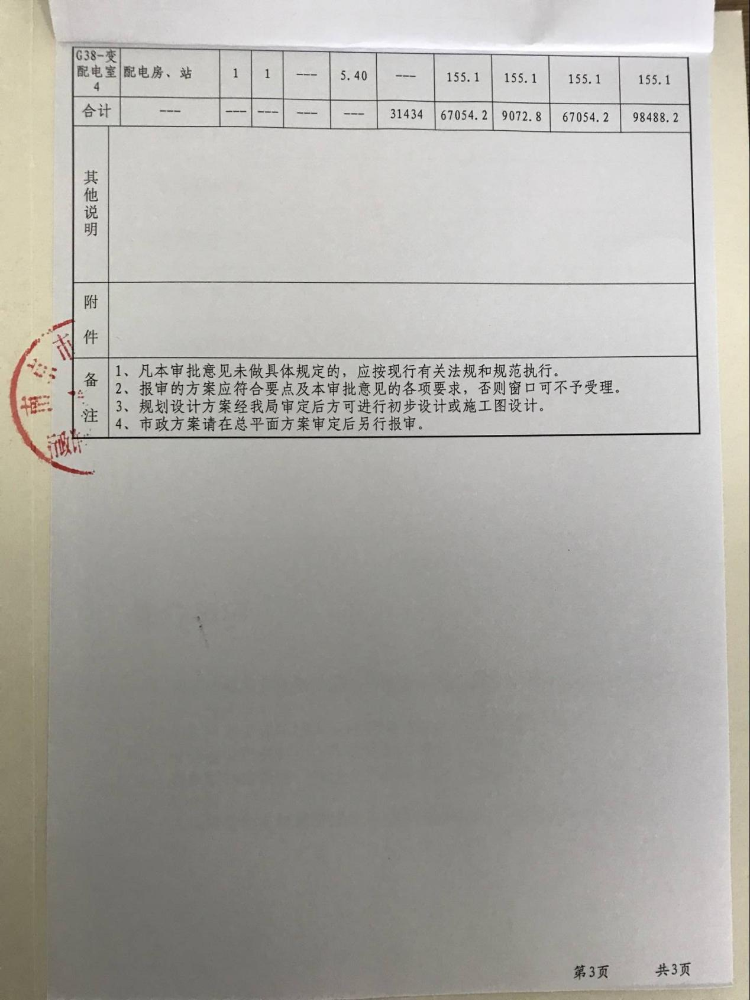 G38-变
配电室
4
配电房、站 1 1 --- 5.40 --- 155.1 155.1 155.1 155.1
合计 --- --- --- --- --- 31434 67054.2 9072.8 67054.2 98488.2
其他说明
附件
备注
1、凡本审批意见未做具体规定的，应按现行有关法规和规范执行。
2、报审的方案应符合要点及本审批意见的各项要求，否则窗口可不予受理。
3、规划设计方案经我局审定后方可进行初步设计或施工图设计。
4、市政方案请在总平面方案审定后另行报审。
南京市
行政许
第3页 共3页